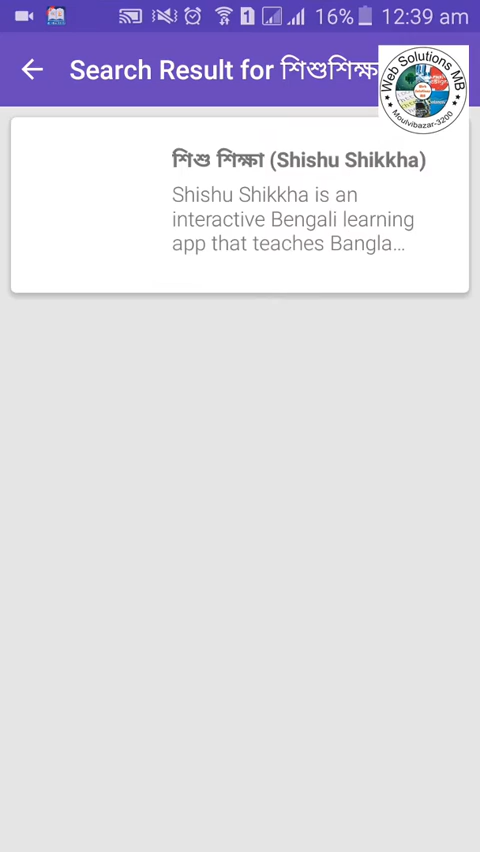 16% 12:39 am
Search Result for শিশুশিক্ষ
Web Solutions MB
Moulvibazar-3200
শিশু শিক্ষা (Shishu Shikkha)
Shishu Shikkha is an
interactive Bengali learning
app that teaches Bangla...